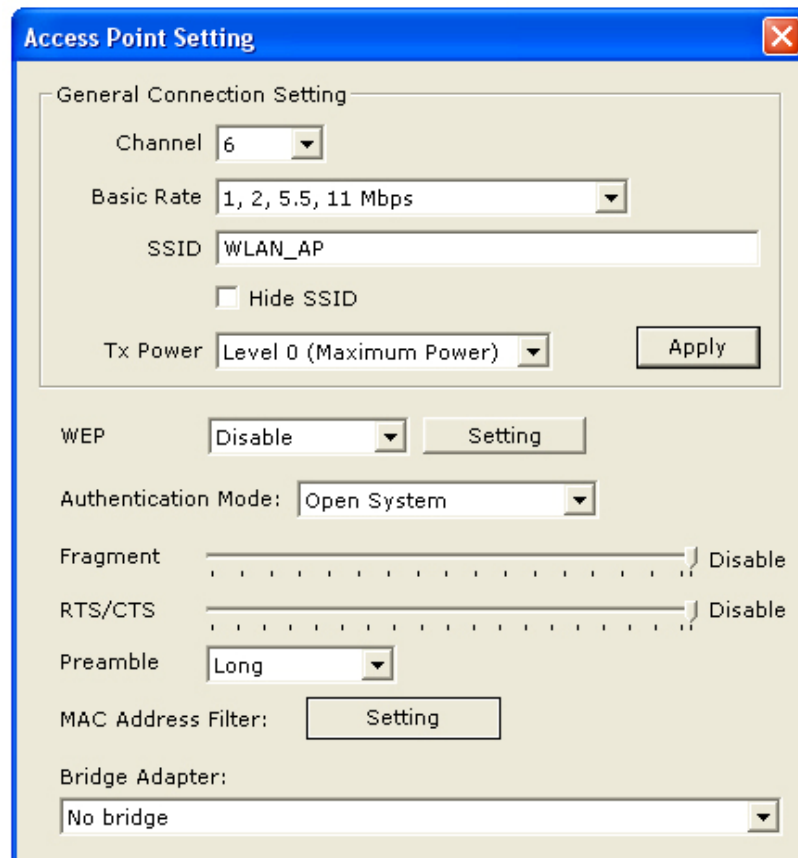 Access Point Setting
General Connection Setting
Channel 6
Basic Rate 1, 2, 5.5, 11 Mbps
SSID WLAN_AP
Hide SSID
Tx Power Level 0 (Maximum Power) Apply
WEP Disable Setting
Authentication Mode: Open System
Fragment Disable
RTS/CTS Disable
Preamble Long
MAC Address Filter: Setting
Bridge Adapter:
No bridge